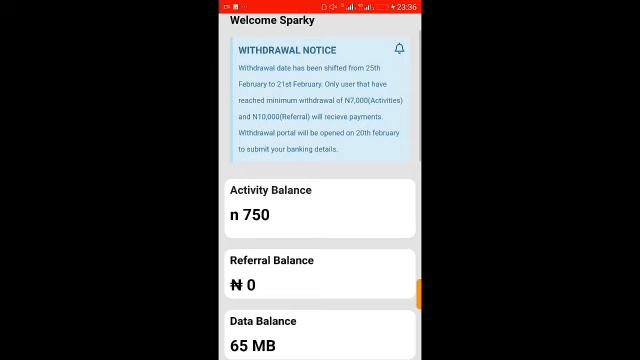 23:36
Welcome Sparky
WITHDRAWAL NOTICE
Withdrawal date has been shifted from 25th
February to 21st February. Only user that have
reached minimum withdrawal of N7,000(Activities)
and N10,000(Referral) will recieve payments.
Withdrawal portal will be opened on 20th february
to submit your banking details.
Activity Balance
n 750
Referral Balance
₦ 0
Data Balance
65 MB